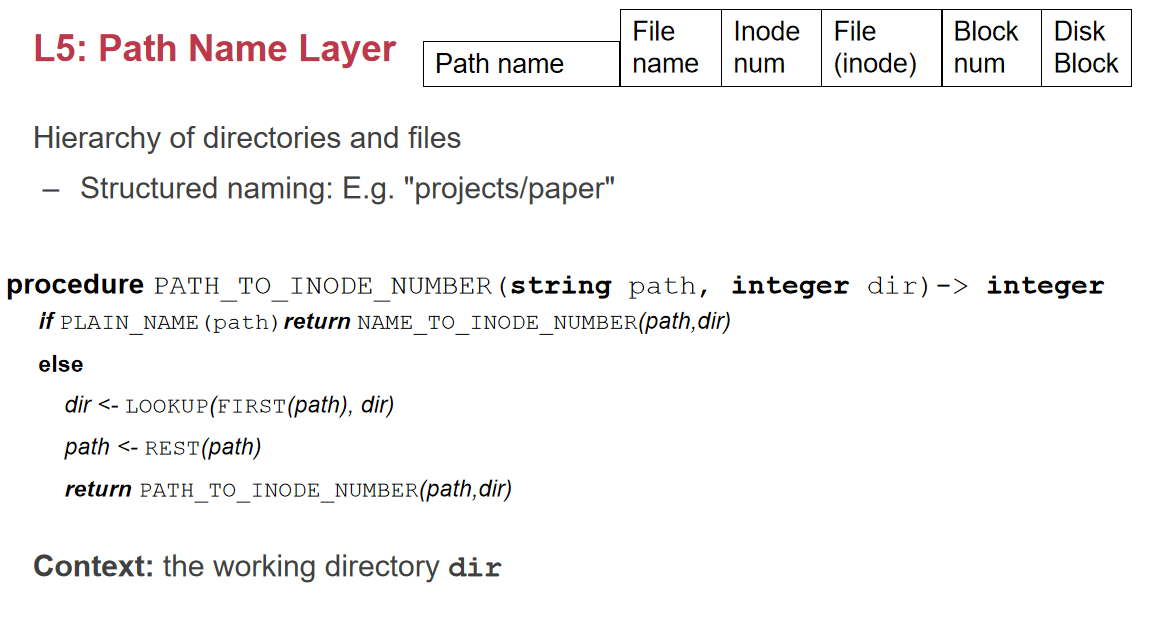 L5: Path Name Layer
Path name
File name
Inode num
File (inode)
Block num
Disk Block
Hierarchy of directories and files
– Structured naming: E.g. "projects/paper"
procedure PATH_TO_INODE_NUMBER(string path, integer dir)-> integer
if PLAIN_NAME(path) return NAME_TO_INODE_NUMBER(path,dir)
else
dir <- LOOKUP(FIRST(path), dir)
path <- REST(path)
return PATH_TO_INODE_NUMBER(path,dir)
Context: the working directory dir